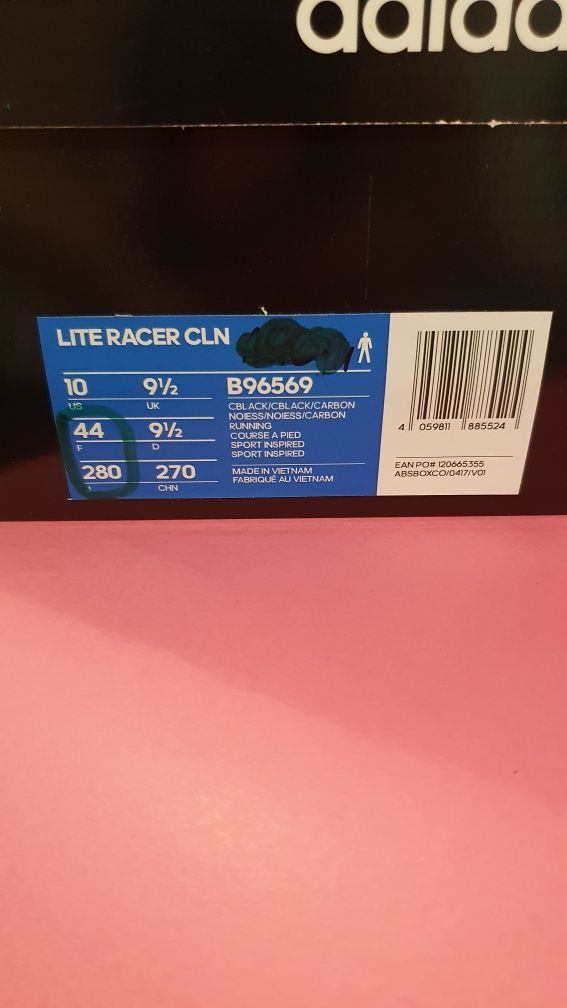 adidas
LITE RACER CLN
10 9½ B96569
US UK
CBLACK/CBLACK/CARBON
NOIESS/NOIESS/CARBON
RUNNING
COURSE A PIED
SPORT INSPIRED
SPORT INSPIRED
44 9½
F D
280 270
J CHN
MADE IN VIETNAM
FABRIQUÉ AU VIETNAM
4 059811 885524
EAN PO# 120665355
ABSBOXCO/0417/V01